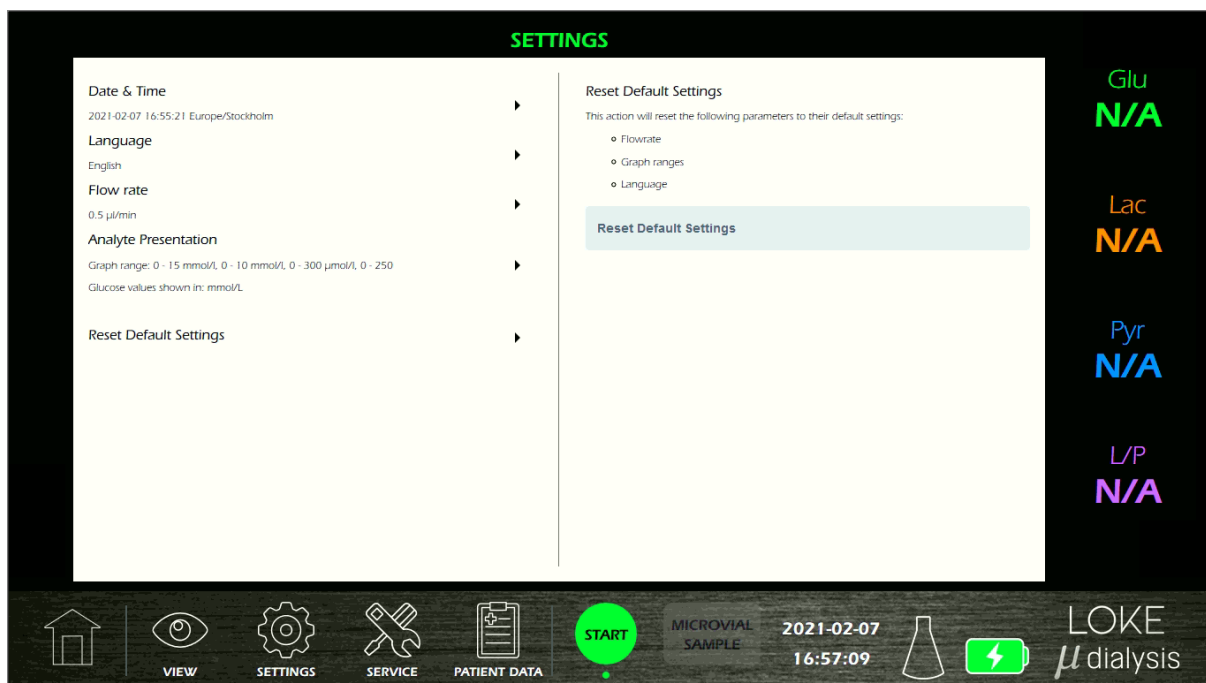 SETTINGS
Date & Time
2021-02-07 16:55:21 Europe/Stockholm
Language
English
Flow rate
0.5 µl/min
Analyte Presentation
Graph range: 0 - 15 mmol/l, 0 - 10 mmol/l, 0 - 300 µmol/l, 0 - 250
Glucose values shown in: mmol/L
Reset Default Settings
Reset Default Settings
This action will reset the following parameters to their default settings:
Flowrate
Graph ranges
Language
Reset Default Settings
Glu
N/A
Lac
N/A
Pyr
N/A
L/P
N/A
VIEW
SETTINGS
SERVICE
PATIENT DATA
START
MICROVIAL
SAMPLE
2021-02-07
16:57:09
LOKE
µ dialysis